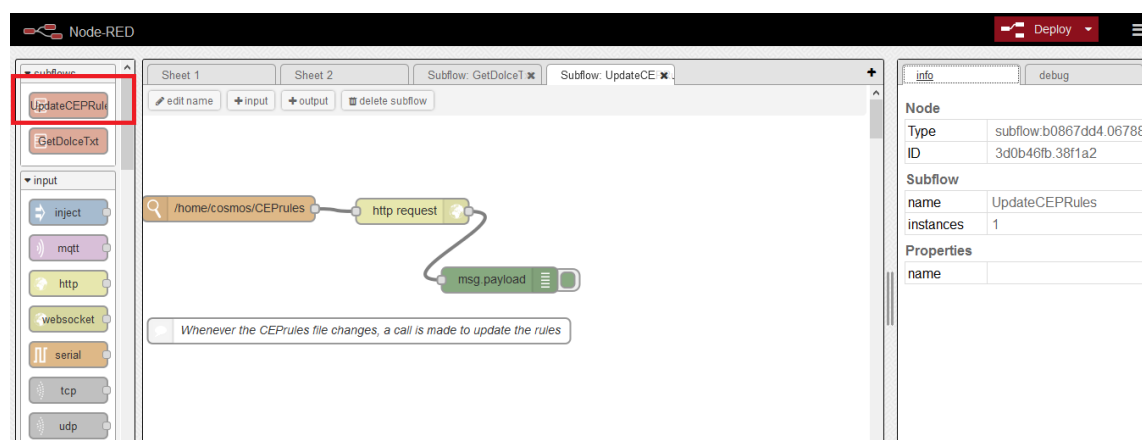 Node-RED
Deploy
subflows
UpdateCEPRule
GetDolceTxt
input
inject
mqtt
http
websocket
serial
tcp
udp
Sheet 1
Sheet 2
Subflow: GetDolceT
Subflow: UpdateCE
edit name
+ input
+ output
delete subflow
/home/cosmos/CEPrules
http request
msg.payload
Whenever the CEPrules file changes, a call is made to update the rules
+
info
debug
Node
Type subflow:b0867dd4.06788
ID 3d0b46fb.38f1a2
Subflow
name UpdateCEPRules
instances 1
Properties
name